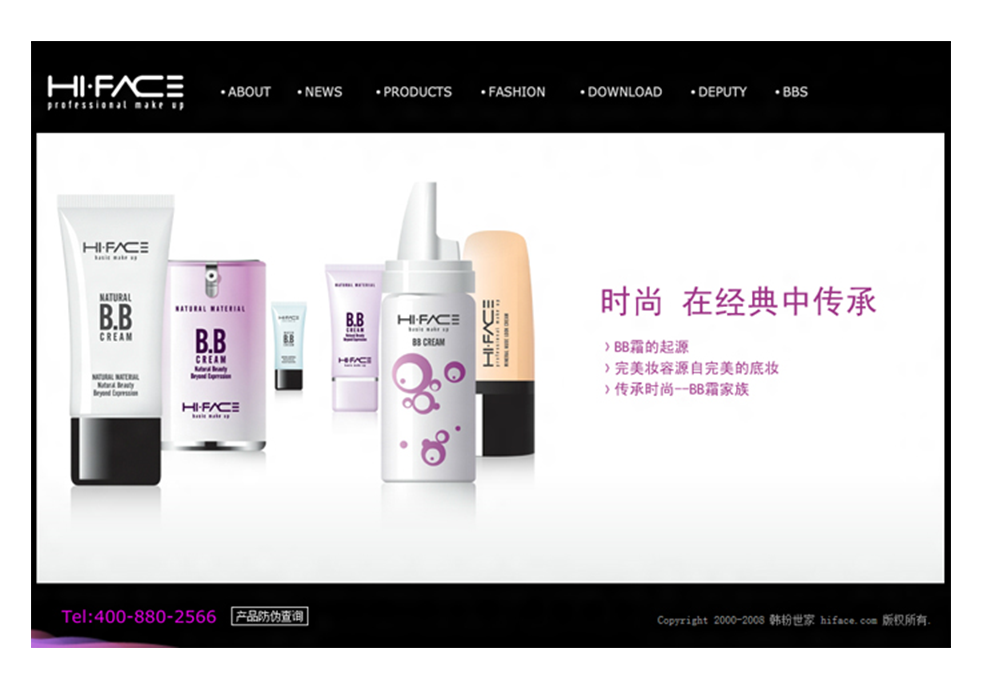 HI·FACE
professional make up
•ABOUT •NEWS •PRODUCTS •FASHION •DOWNLOAD •DEPUTY •BBS
HI·FACE
basic make up
NATURAL
B.B
CREAM
NATURAL MATERIAL
Natural Beauty
Beyond Expression
NATURAL MATERIAL
B.B
CREAM
Natural Beauty
Beyond Expression
HI·FACE
basic make up
HI·FACE
B.B
CREAM
NATURAL MATERIAL
B.B
CREAM
Natural Beauty
Beyond Expression
HI·FACE
HI·FACE
basic make up
BB CREAM
HI·FACE
professional make up
时尚 在经典中传承
›BB霜的起源
›完美妆容源自完美的底妆
›传承时尚--BB霜家族
Tel:400-880-2566 产品防伪查询
Copyright 2000-2008 韩粉世家 hiface.com 版权所有.